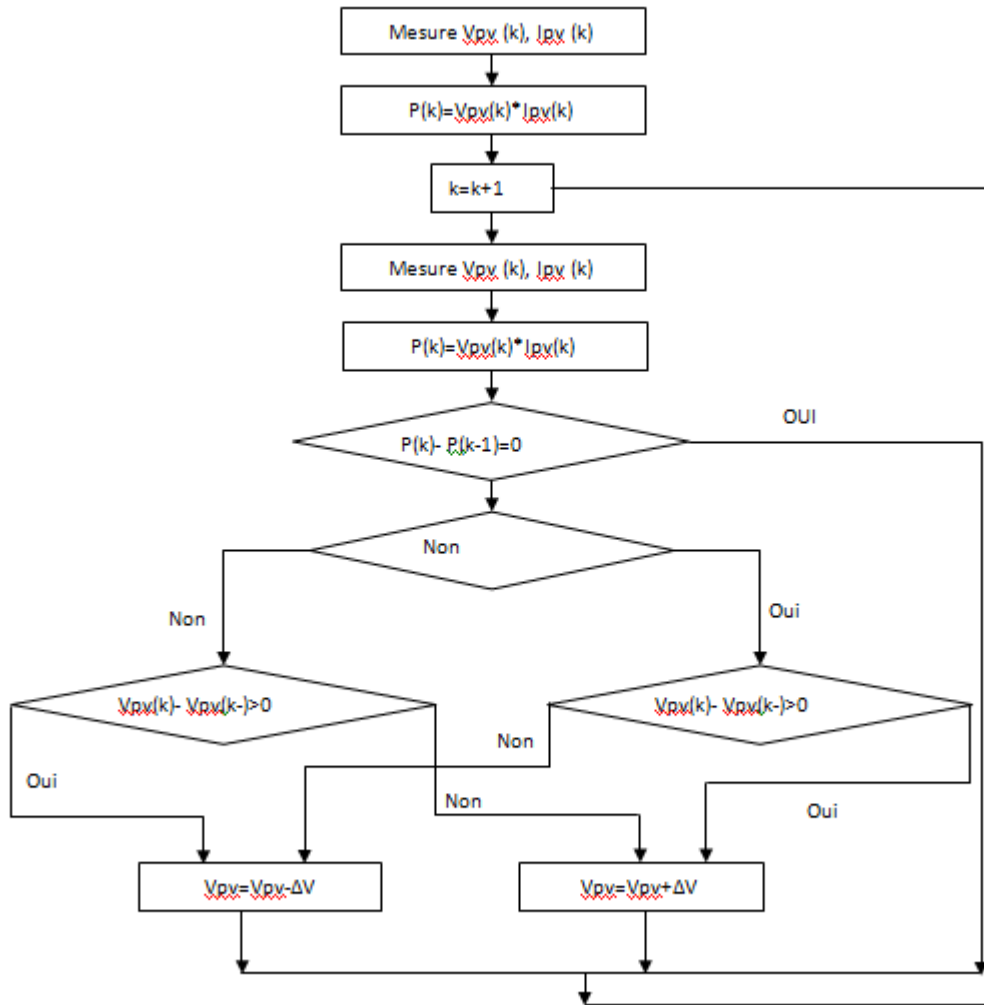 Mesure Vpv (k), Ipv (k)
P(k)=Vpv(k)*Ipv(k)
k=k+1
Mesure Vpv (k), Ipv (k)
P(k)=Vpv(k)*Ipv(k)
OUI
P(k)- P(k-1)=0
Non
Non
Oui
Vpv(k)- Vpv(k-)>0
Vpv(k)- Vpv(k-)>0
Non
Oui
Non
Oui
Vpv=Vpv-ΔV
Vpv=Vpv+ΔV